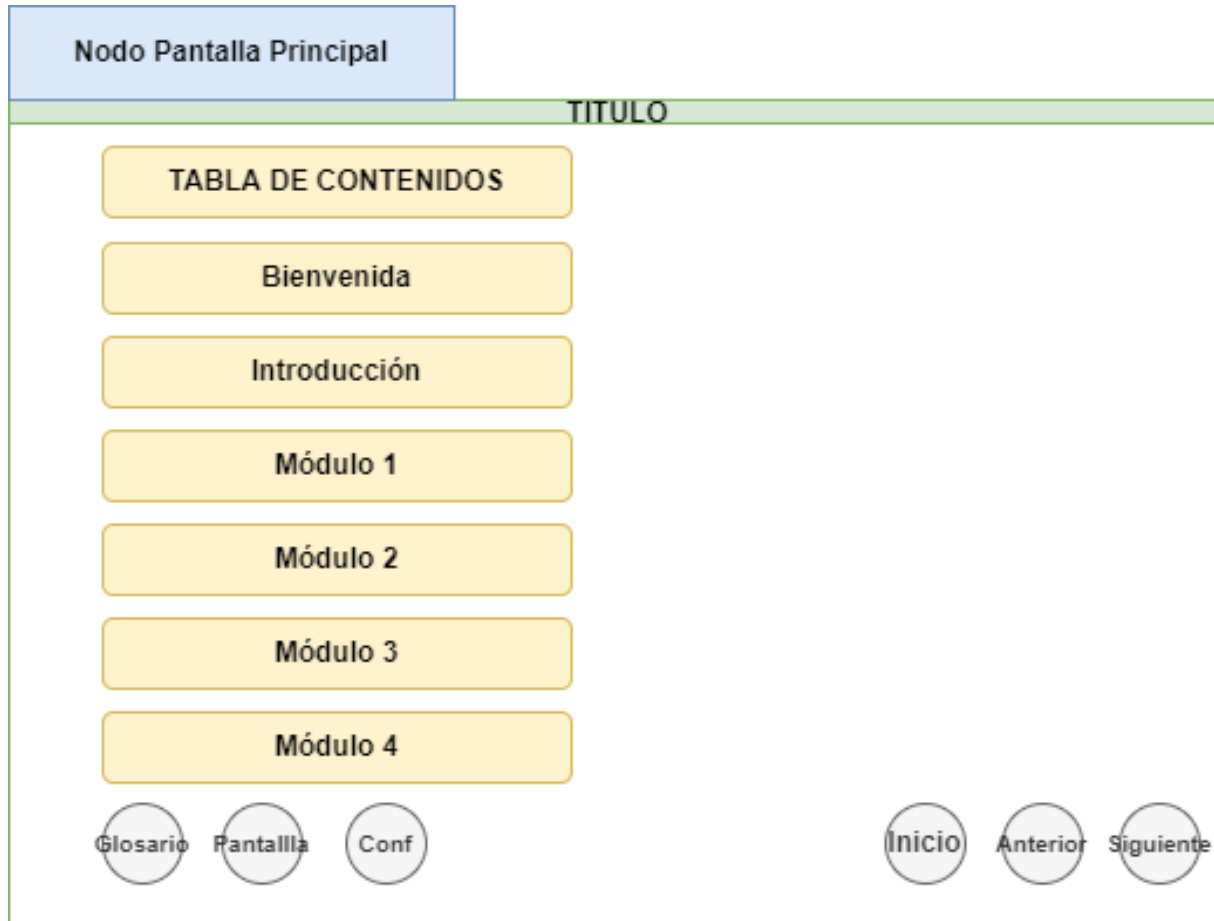 Nodo Pantalla Principal
TITULO
TABLA DE CONTENIDOS
Bienvenida
Introducción
Módulo 1
Módulo 2
Módulo 3
Módulo 4
Glosario Pantallla Conf Inicio Anterior Siguiente